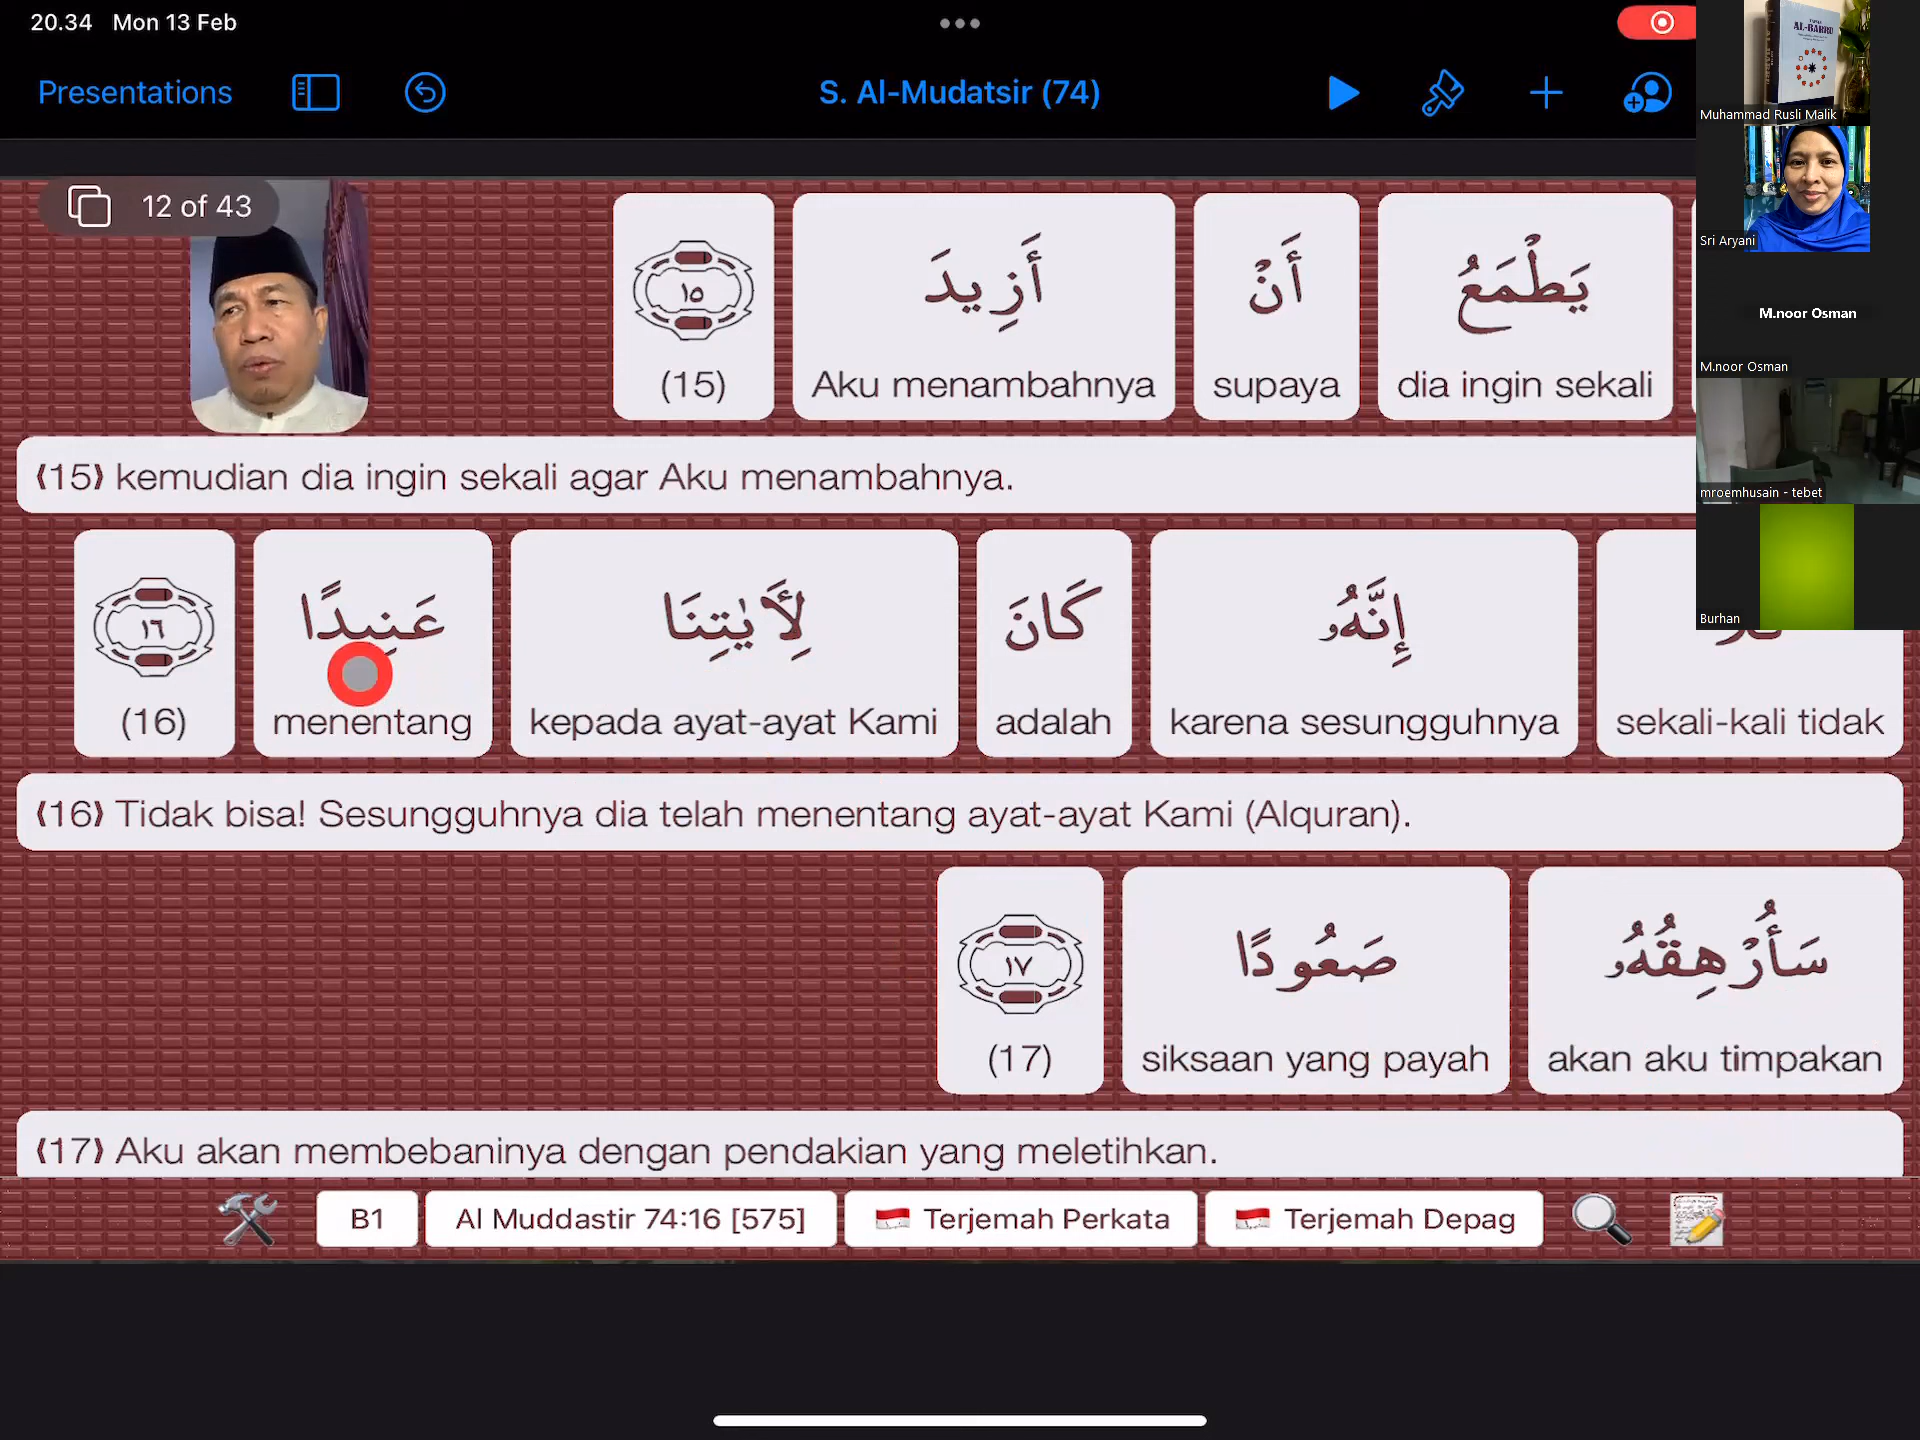 20.34 Mon 13 Feb
Presentations
S. Al-Mudatsir (74)
12 of 43
يَطْمَعُ أَنْ أَزِيدَ ١٥
dia ingin sekali supaya Aku menambahnya (15)
(15) kemudian dia ingin sekali agar Aku menambahnya.
إِنَّهُۥ كَانَ لِأَيٰتِنَا عَنِيدًا ١٦
sekali-kali tidak karena sesungguhnya adalah kepada ayat-ayat Kami menentang (16)
(16) Tidak bisa! Sesungguhnya dia telah menentang ayat-ayat Kami (Alquran).
سَأُرْهِقُهُۥ صَعُودًا ١٧
akan aku timpakan siksaan yang payah (17)
(17) Aku akan membebaninya dengan pendakian yang meletihkan.
B1
Al Muddastir 74:16 [575]
Terjemah Perkata
Terjemah Depag
AL-BARRU
Muhammad Rusli Malik
Sri Aryani
M.noor Osman
M.noor Osman
mroemhusain - tebet
Burhan